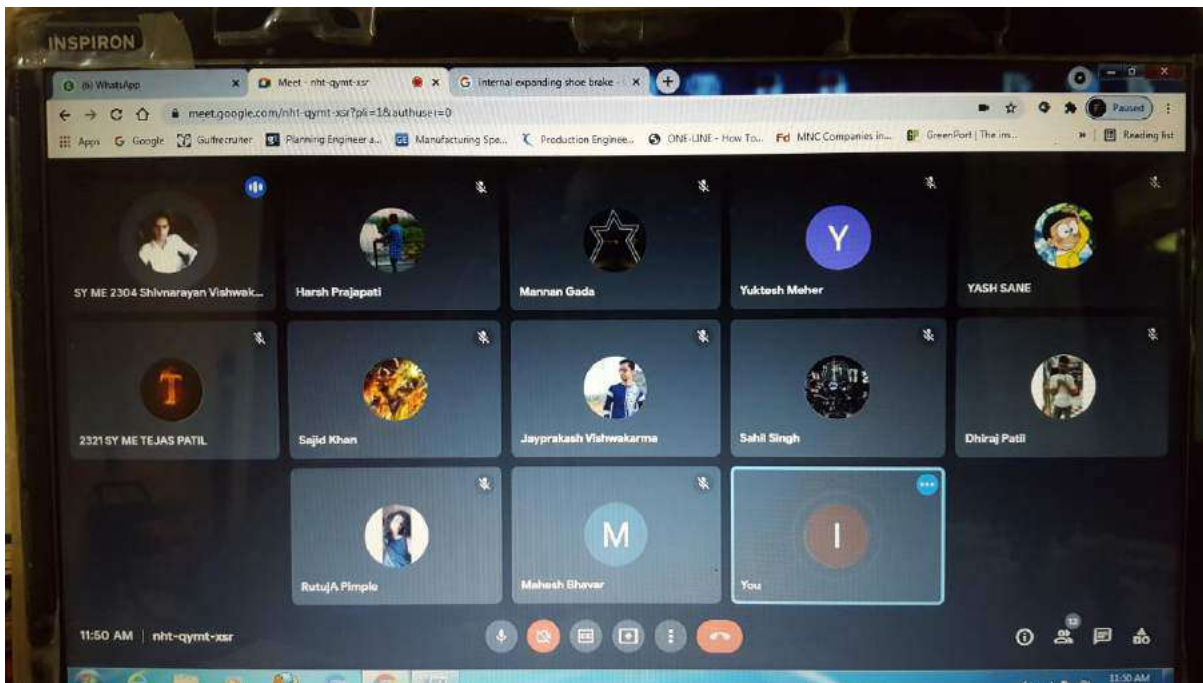 INSPIRON
(6) WhatsApp
Meet - nht-qymt-xsr
internal expanding shoe brake -
meet.google.com/nht-qymt-xsr?pli=1&authuser=0
Paused
Apps
Google
Gulfrecruiter
Planning Engineer a...
Manufacturing Spe...
Production Enginee...
ONE-LINE - How To...
Fd MNC Companies in...
GP GreenPort | The im...
»
Reading list
SY ME 2304 Shivnarayan Vishwak...
Harsh Prajapati
Mannan Gada
Y
Yuktesh Meher
YASH SANE
T
2321 SY ME TEJAS PATIL
Sajid Khan
Jayprakash Vishwakarma
Sahil Singh
Dhiraj Patil
RutujA Pimple
M
Mahesh Bhavar
I
You
11:50 AM | nht-qymt-xsr
13
11:50 AM